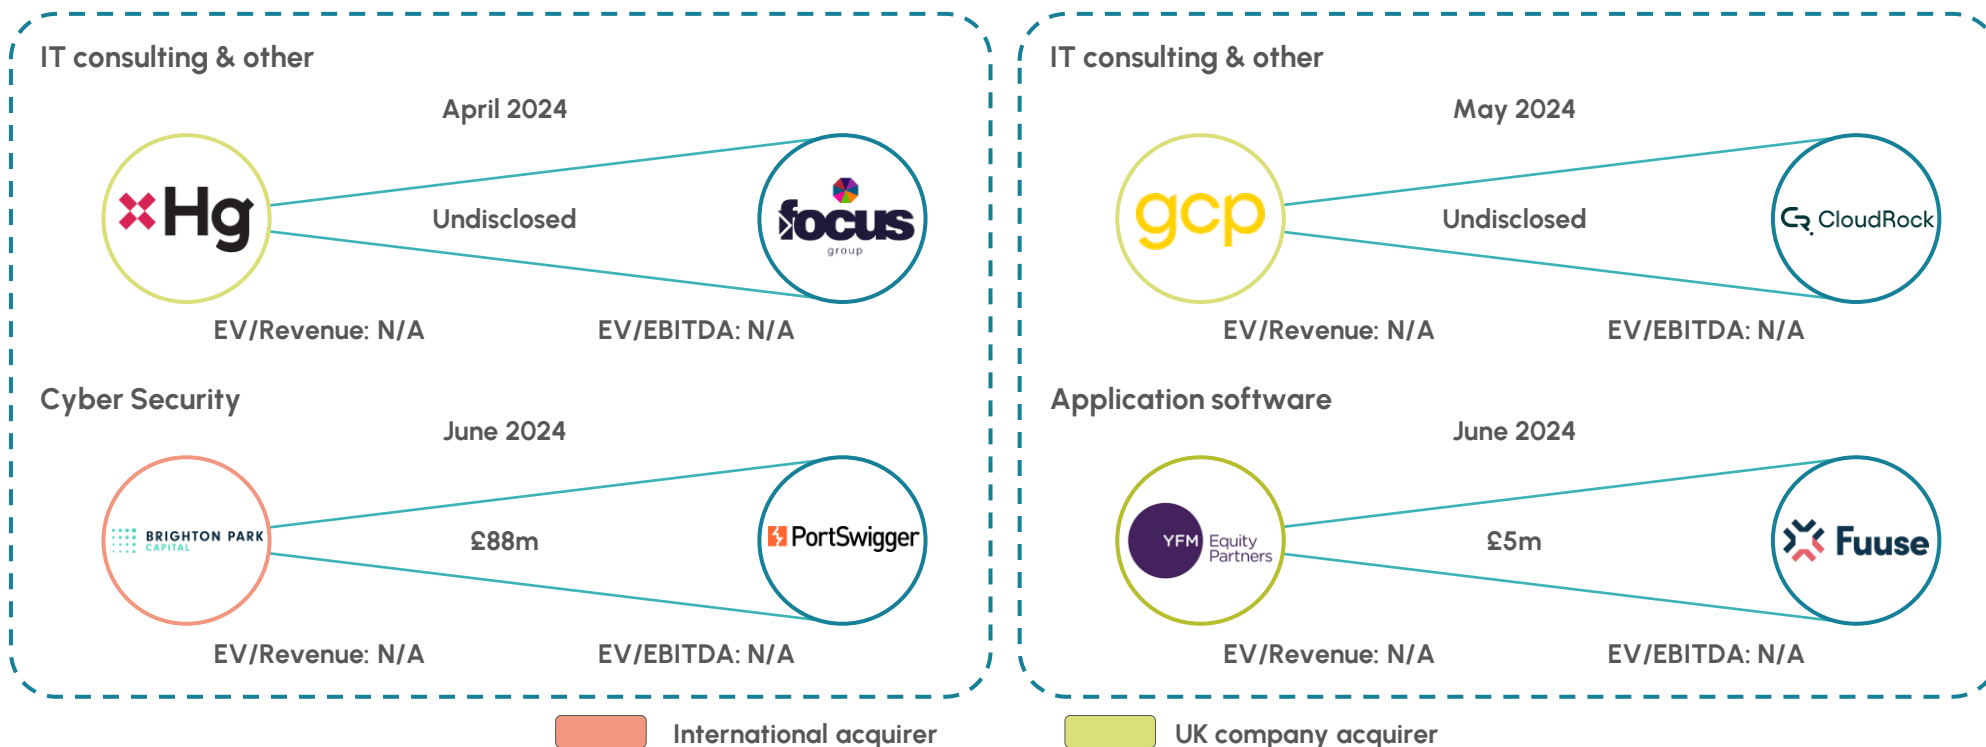 IT consulting & other
April 2024
Hg
Undisclosed
focus
group
EV/Revenue: N/A
EV/EBITDA: N/A
Cyber Security
June 2024
BRIGHTON PARK
CAPITAL
£88m
PortSwigger
EV/Revenue: N/A
EV/EBITDA: N/A
IT consulting & other
May 2024
gcp
Undisclosed
CR CloudRock
EV/Revenue: N/A
EV/EBITDA: N/A
Application software
June 2024
YFM Equity
Partners
£5m
Fuuse
EV/Revenue: N/A
EV/EBITDA: N/A
International acquirer
UK company acquirer